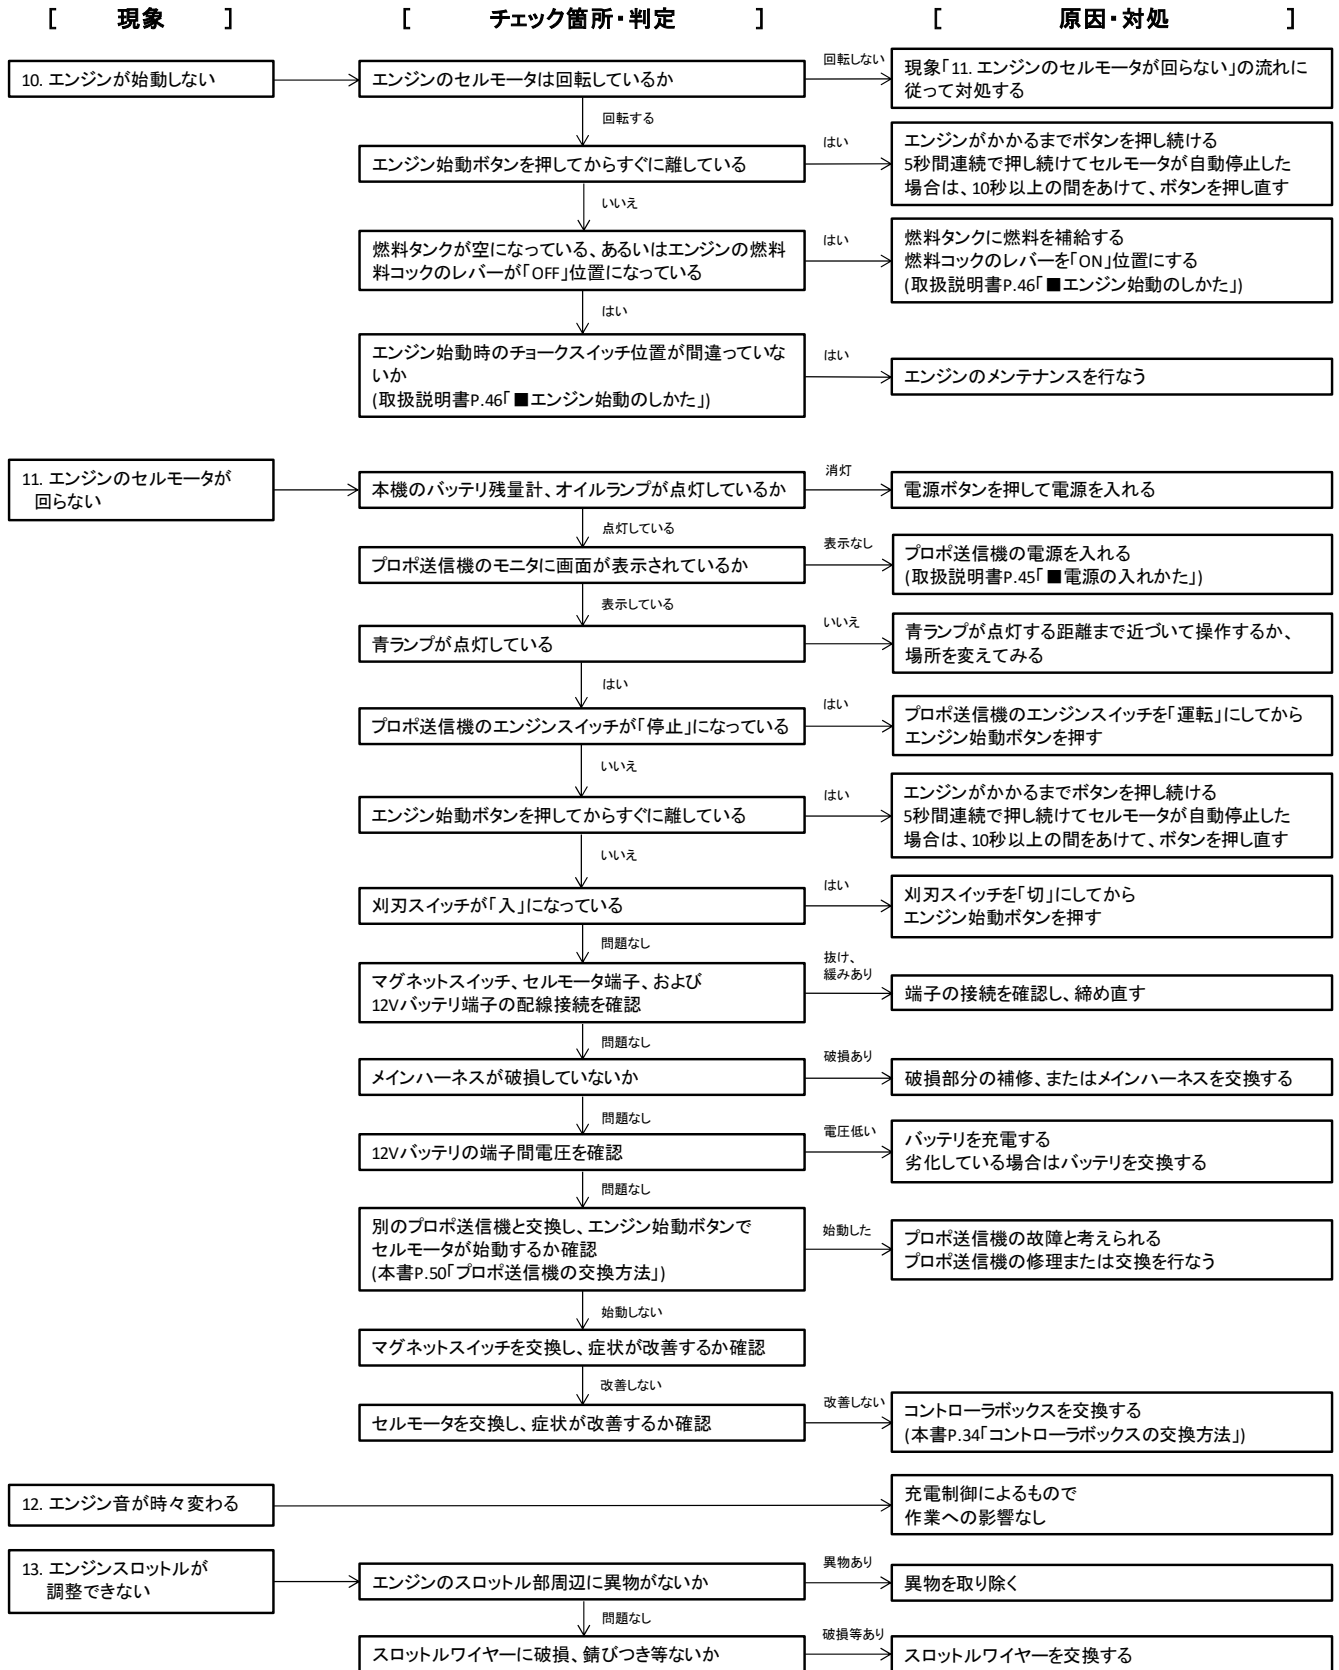 [ 現象 ] [ チェック箇所・判定 ] [ 原因・対処 ]
10. エンジンが始動しない
エンジンのセルモータは回転しているか
回転しない
現象「11. エンジンのセルモータが回らない」の流れに
従って対処する
回転する
エンジン始動ボタンを押してからすぐに離している
はい
エンジンがかかるまでボタンを押し続ける
5秒間連続で押し続けてセルモータが自動停止した
場合は、10秒以上の間をあけて、ボタンを押し直す
いいえ
燃料タンクが空になっている、あるいはエンジンの燃料
料コックのレバーが「OFF」位置になっている
はい
燃料タンクに燃料を補給する
燃料コックのレバーを「ON」位置にする
(取扱説明書P.46「■エンジン始動のしかた」)
はい
エンジン始動時のチョークスイッチ位置が間違っていな
いか
(取扱説明書P.46「■エンジン始動のしかた」)
はい
エンジンのメンテナンスを行なう
11. エンジンのセルモータが
回らない
本機のバッテリ残量計、オイルランプが点灯しているか
消灯
電源ボタンを押して電源を入れる
点灯している
プロポ送信機のモニタに画面が表示されているか
表示なし
プロポ送信機の電源を入れる
(取扱説明書P.45「■電源の入れかた」)
表示している
青ランプが点灯している
いいえ
青ランプが点灯する距離まで近づいて操作するか、
場所を変えてみる
はい
プロポ送信機のエンジンスイッチが「停止」になっている
はい
プロポ送信機のエンジンスイッチを「運転」にしてから
エンジン始動ボタンを押す
いいえ
エンジン始動ボタンを押してからすぐに離している
はい
エンジンがかかるまでボタンを押し続ける
5秒間連続で押し続けてセルモータが自動停止した
場合は、10秒以上の間をあけて、ボタンを押し直す
いいえ
刈刃スイッチが「入」になっている
はい
刈刃スイッチを「切」にしてから
エンジン始動ボタンを押す
問題なし
マグネットスイッチ、セルモータ端子、および
12Vバッテリ端子の配線接続を確認
抜け、
緩みあり
端子の接続を確認し、締め直す
問題なし
メインハーネスが破損していないか
破損あり
破損部分の補修、またはメインハーネスを交換する
問題なし
12Vバッテリの端子間電圧を確認
電圧低い
バッテリを充電する
劣化している場合はバッテリを交換する
問題なし
別のプロポ送信機と交換し、エンジン始動ボタンで
セルモータが始動するか確認
(本書P.50「プロポ送信機の交換方法」)
始動した
プロポ送信機の故障と考えられる
プロポ送信機の修理または交換を行なう
始動しない
マグネットスイッチを交換し、症状が改善するか確認
改善しない
セルモータを交換し、症状が改善するか確認
改善しない
コントローラボックスを交換する
(本書P.34「コントローラボックスの交換方法」)
12. エンジン音が時々変わる
充電制御によるもので
作業への影響なし
13. エンジンスロットルが
調整できない
エンジンのスロットル部周辺に異物がないか
異物あり
異物を取り除く
問題なし
スロットルワイヤーに破損、錆びつき等ないか
破損等あり
スロットルワイヤーを交換する